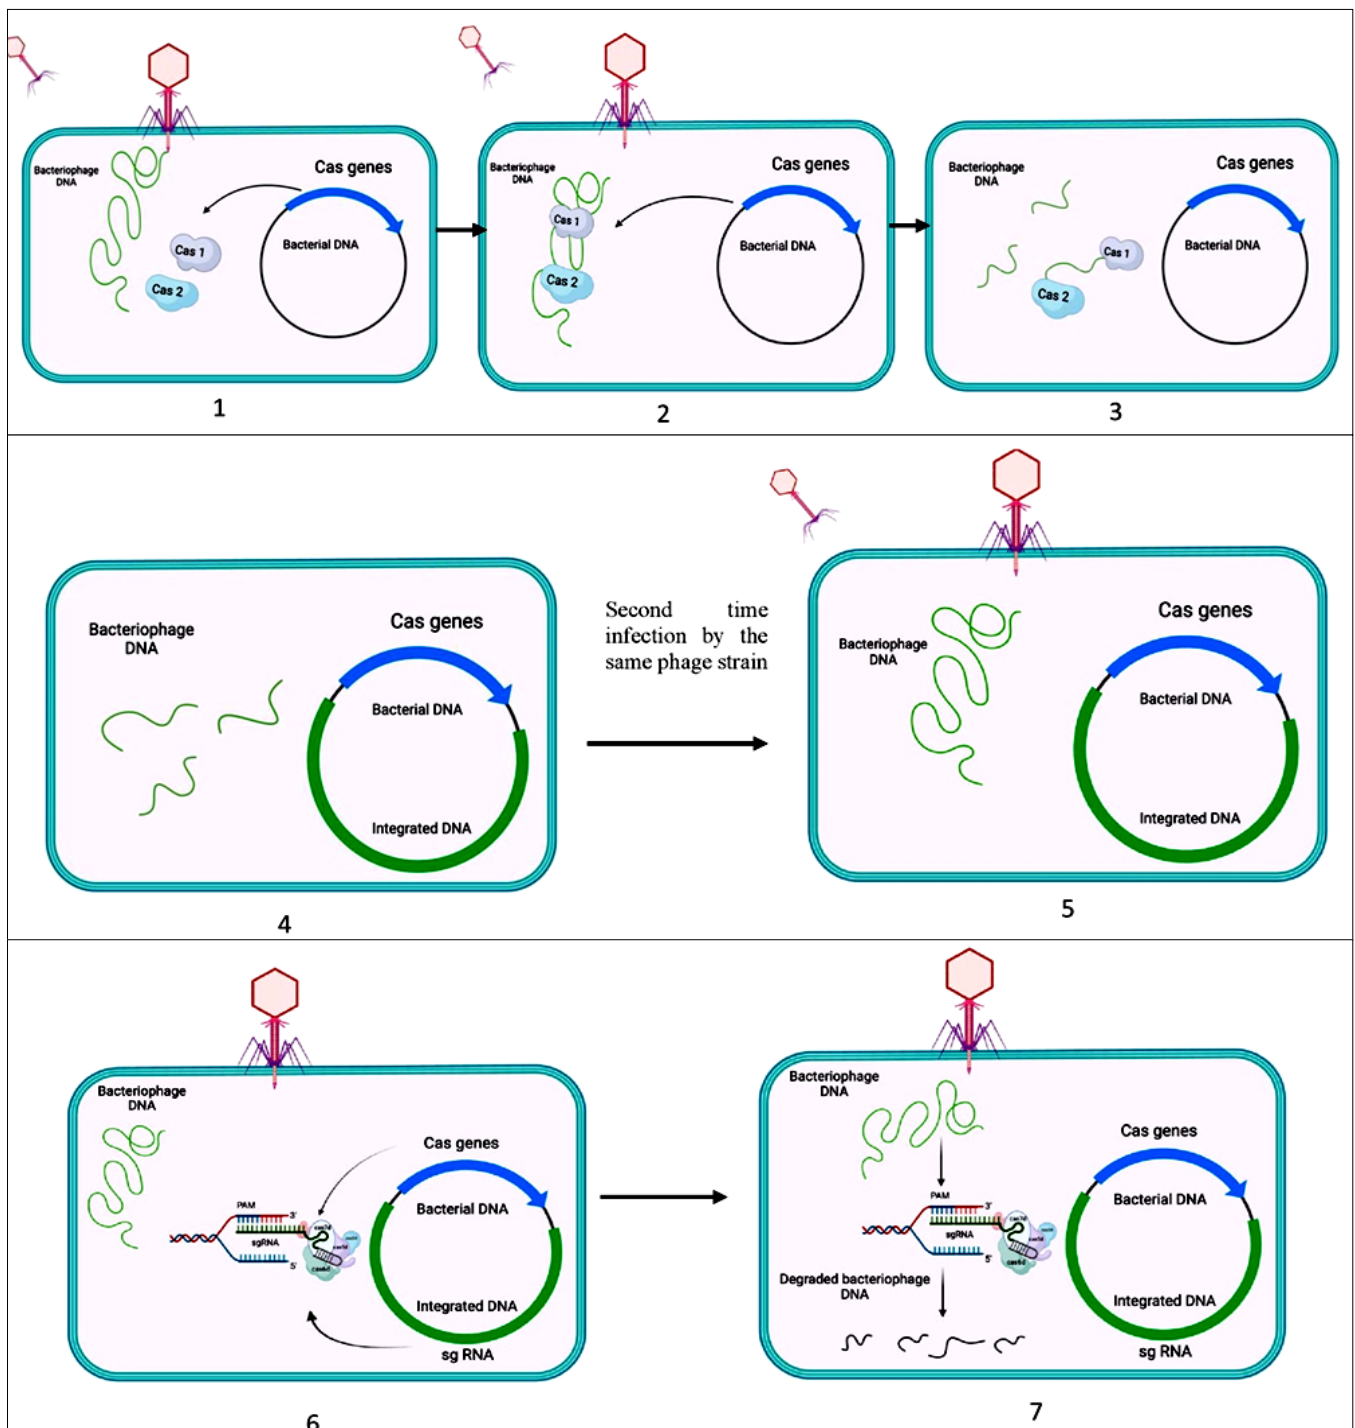 Bacteriophage
DNA
Cas genes
Bacterial DNA
Cas 1
Cas 2
1
Bacteriophage
DNA
Cas genes
Cas 1
Bacterial DNA
Cas 2
2
Bacteriophage
DNA
Cas genes
Bacterial DNA
Cas 1
Cas 2
3
Bacteriophage
DNA
Cas genes
Bacterial DNA
Integrated DNA
4
Second time
infection by the
same phage strain
Bacteriophage
DNA
Cas genes
Bacterial DNA
Integrated DNA
5
Bacteriophage
DNA
Cas genes
PAM
3'
sgRNA
5'
Bacterial DNA
Integrated DNA
sg RNA
6
Bacteriophage
DNA
Cas genes
PAM
3'
sgRNA
5'
Bacterial DNA
Degraded bacteriophage
DNA
Integrated DNA
sg RNA
7